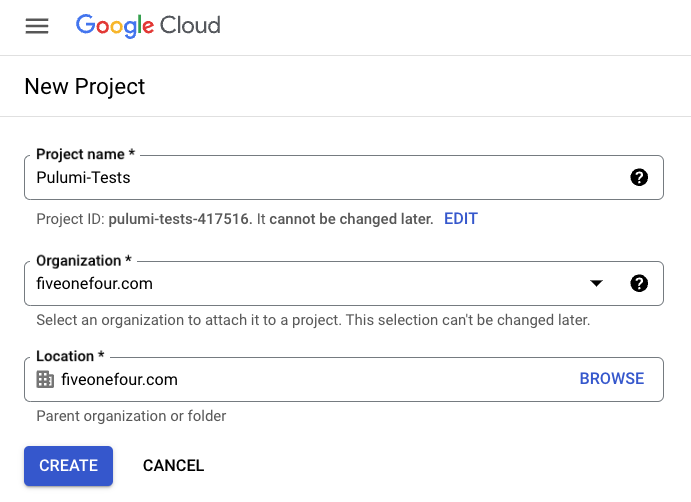 Google Cloud
New Project
Project name *
Pulumi-Tests
Project ID: pulumi-tests-417516. It cannot be changed later. EDIT
Organization *
fiveonefour.com
Select an organization to attach it to a project. This selection can't be changed later.
Location *
fiveonefour.com BROWSE
Parent organization or folder
CREATE CANCEL